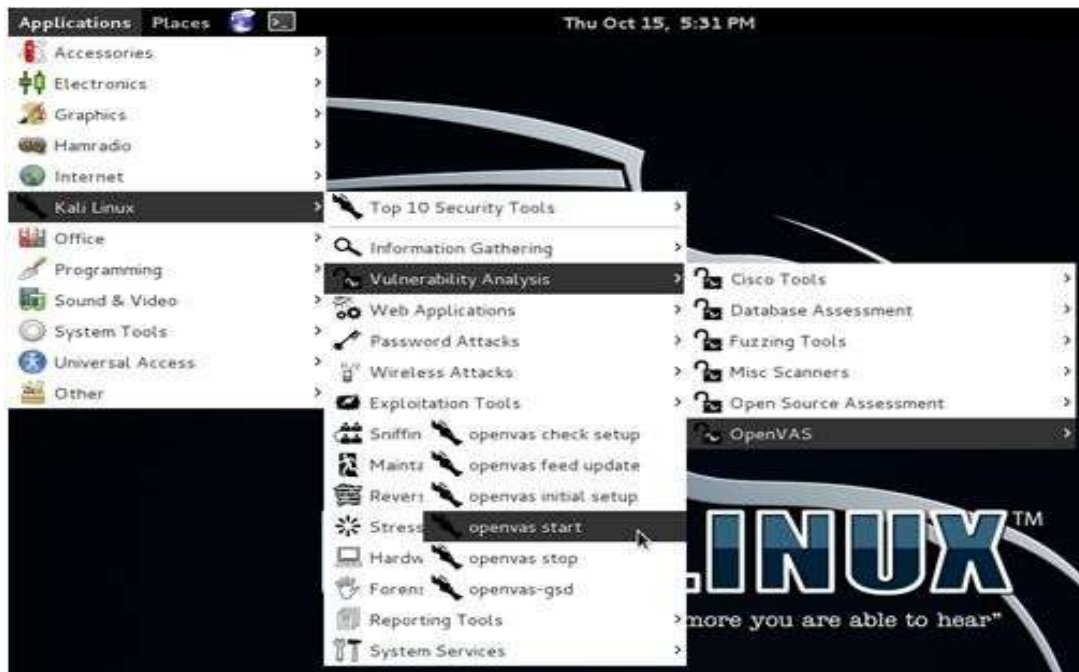 Applications Places Thu Oct 15, 5:31 PM
Accessories
Electronics
Graphics
Hamradio
Internet
Kali Linux
Office
Programming
Sound & Video
System Tools
Universal Access
Other
Top 10 Security Tools
Information Gathering
Vulnerability Analysis
Web Applications
Password Attacks
Wireless Attacks
Exploitation Tools
Sniffin
Mainta
Revers
Stress
Hardw
Forens
Reporting Tools
System Services
Cisco Tools
Database Assessment
Fuzzing Tools
Misc Scanners
Open Source Assessment
OpenVAS
openvas check setup
openvas feed update
openvas initial setup
openvas start
openvas stop
openvas-gsd
LINUX TM
more you are able to hear"